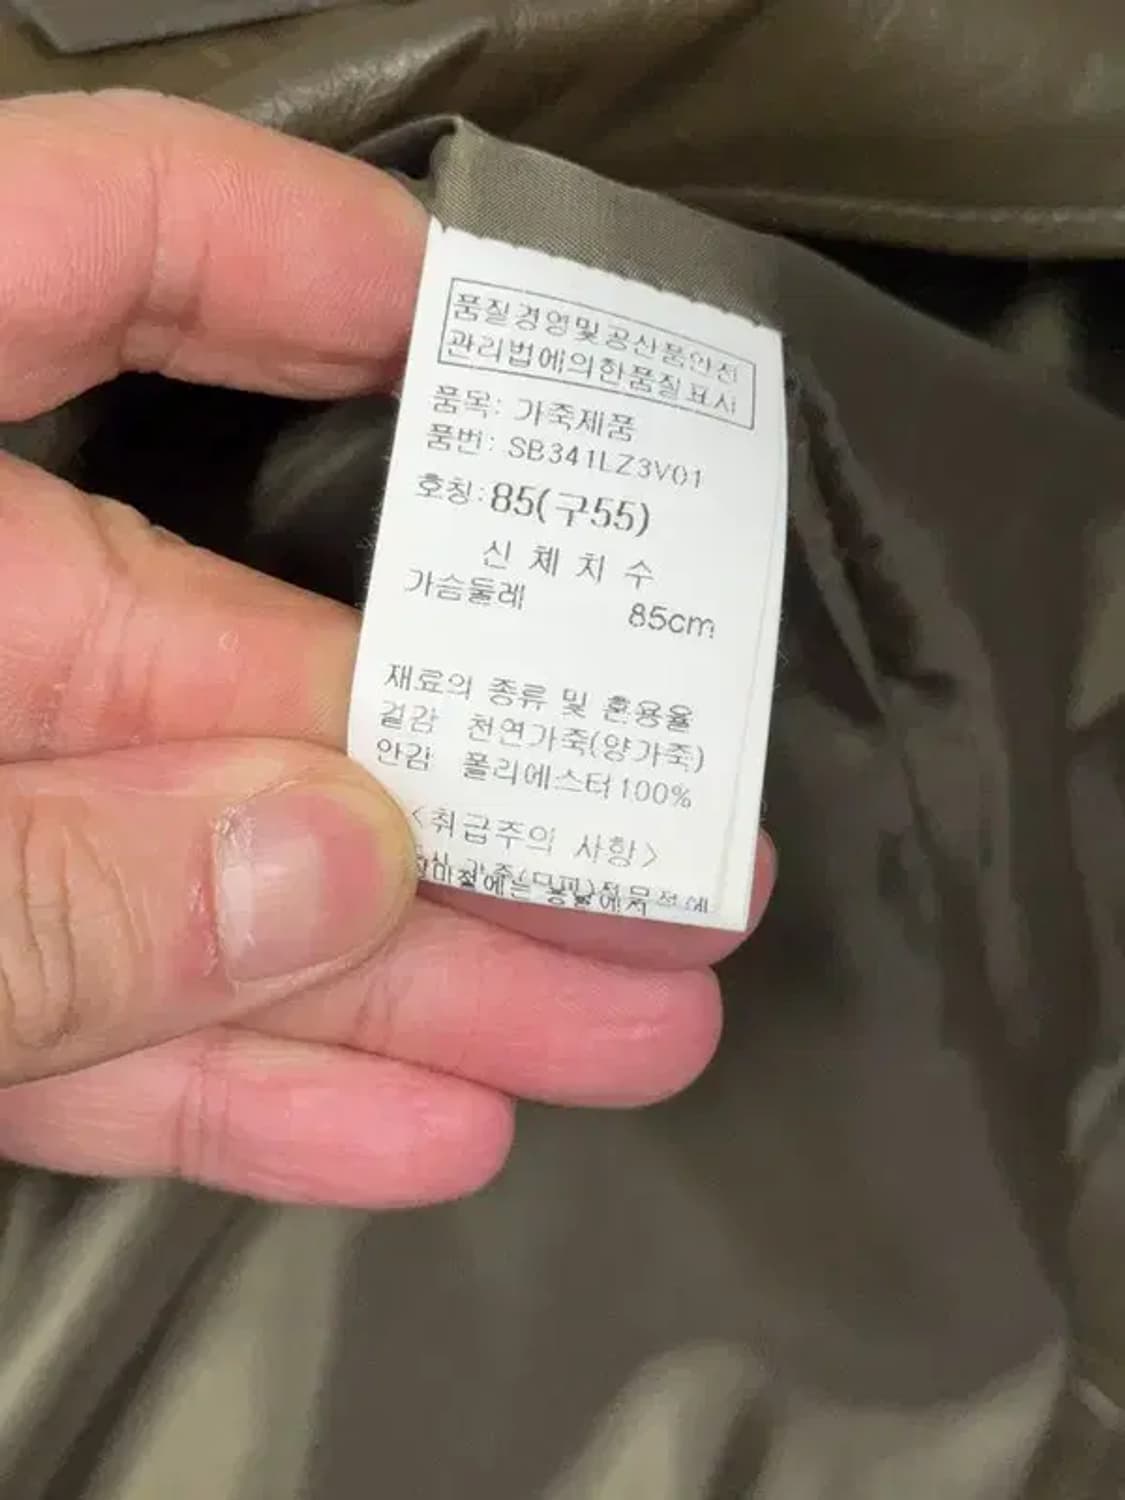 품질경영및공산품안전
관리법에의한품질표시
품목: 가죽제품
품번: SB341LZ3V01
호칭: 85(구55)
신 체 치 수
가슴둘레 85cm
재료의 종류 및 혼용율
겉감 천연가죽(양가죽)
안감 폴리에스터100%
<취급주의 사항>